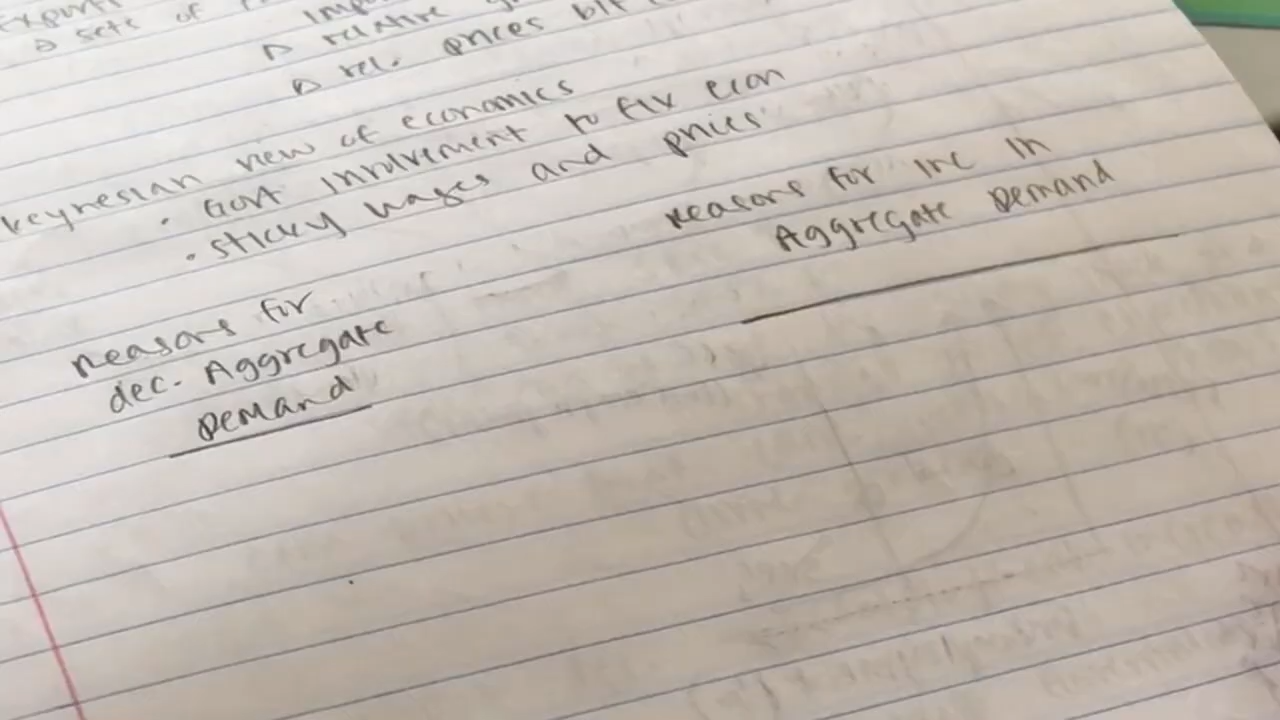 Exports
▷ sets of
▷ relative
▷ rel. prices b/t
Keynesian view of economics
• Govt involvement to fix econ
• sticky wages and prices
Reasons for inc in
Aggregate Demand
Reasons for
dec. Aggregate
Demand